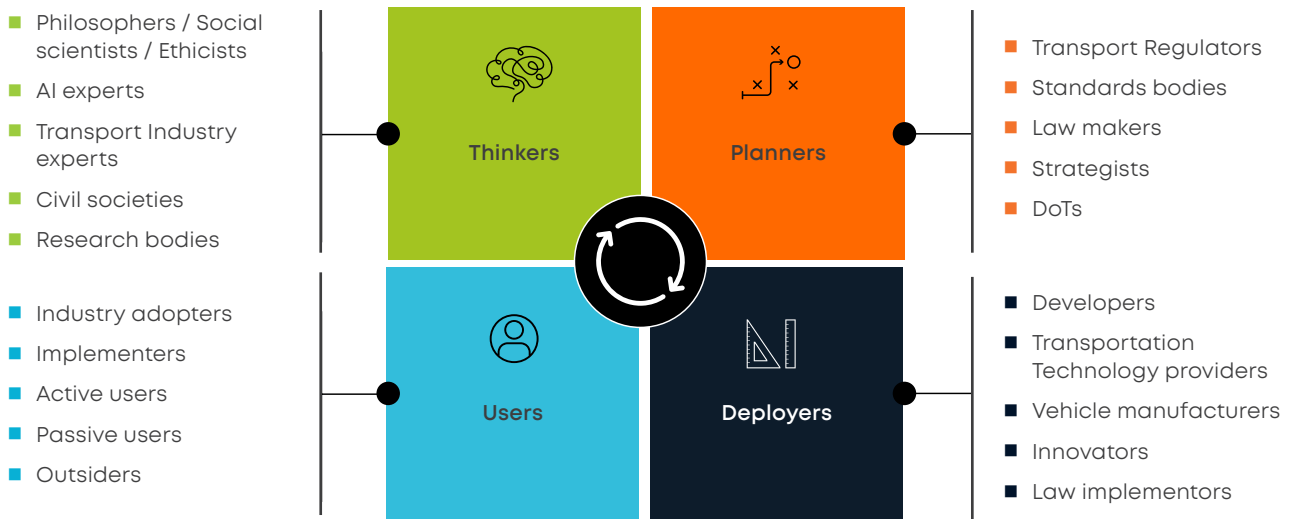 Philosophers / Social
scientists / Ethicists
AI experts
Transport Industry
experts
Civil societies
Research bodies
Thinkers
Planners
Transport Regulators
Standards bodies
Law makers
Strategists
DoTs
Industry adopters
Implementers
Active users
Passive users
Outsiders
Users
Deployers
Developers
Transportation
Technology providers
Vehicle manufacturers
Innovators
Law implementors